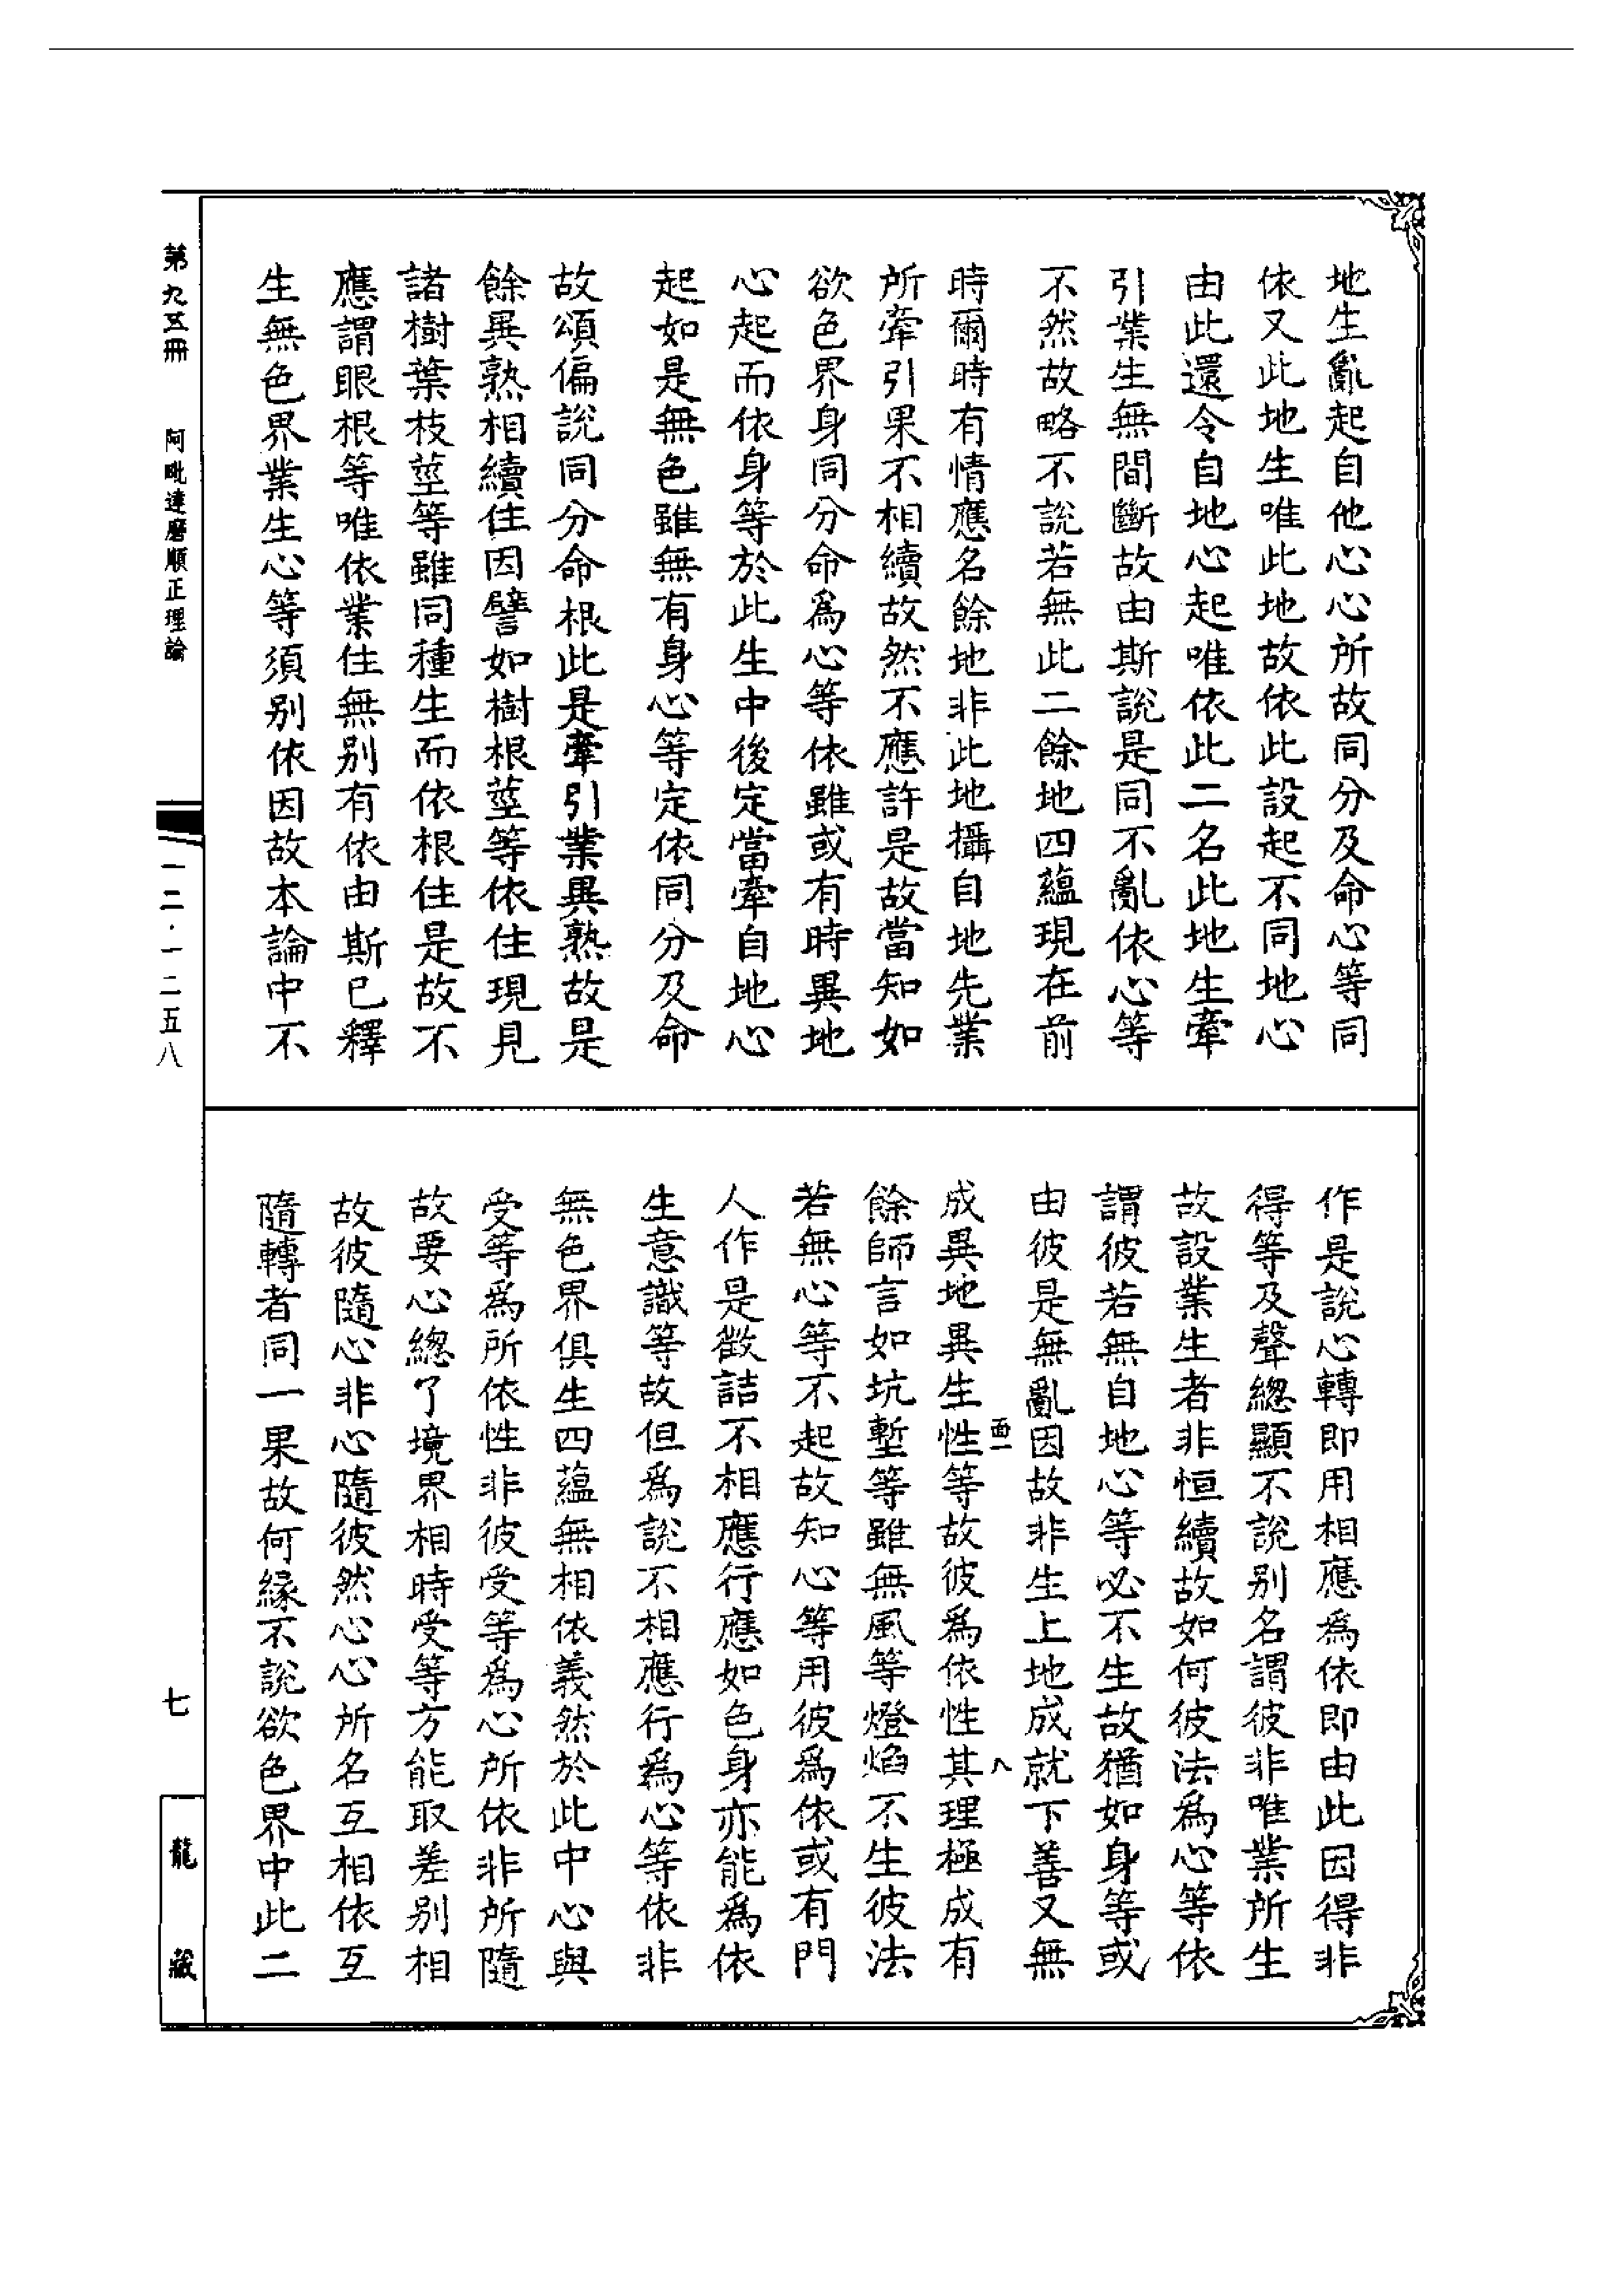 地生亂起自他心心所故同分及命心等同
依又此地生唯此地故依此設起不同地心
由此還令自地心起唯依此二名此地生牽
引業生無間斷故由斯說是同不亂依心等
不然故略不說若無此二餘地四蘊現在前
時爾時有情應名餘地非此地攝自地先業
所牽引果不相續故然不應許是故當知如
欲色界身同分命爲心等依雖或有時異地
心起而依身等於此生中後定當牽自地心
起如是無色雖無有身心等定依同分及命
故頌偏說同分命根此是牽引業異熟故是
餘異熟相續住因譬如樹根莖等依住現見
諸樹葉枝莖等雖同種生而依根住是故不
應謂眼根等唯依業住無別有依由斯已釋
生無色界業生心等須別依因故本論中不
作是說心轉即用相應爲依即由此因得非
得等及聲總顯不說別名謂彼非唯業所生
故設業生者非恒續故如何彼法爲心等依
謂彼若無自地心等必不生故猶如身等或
由彼是無亂因故非生上地成就下善又無
面一
八
成異地異生性等故彼爲依性其理極成有
餘師言如坑塹等雖無風等燈焰不生彼法
若無心等不起故知心等用彼爲依或有門
人作是徵詰不相應行應如色身亦能爲依
生意識等故但爲說不相應行爲心等依非
無色界俱生四蘊無相依義然於此中心與
受等爲所依性非彼受等爲心所依非所隨
故要心總了境界相時受等方能取差別相
故彼隨心非心隨彼然心心所名互相依互
隨轉者同一果故何緣不說欲色界中此二
第九五冊
阿毗達磨順正理論
一二·一二五八
七
龍藏